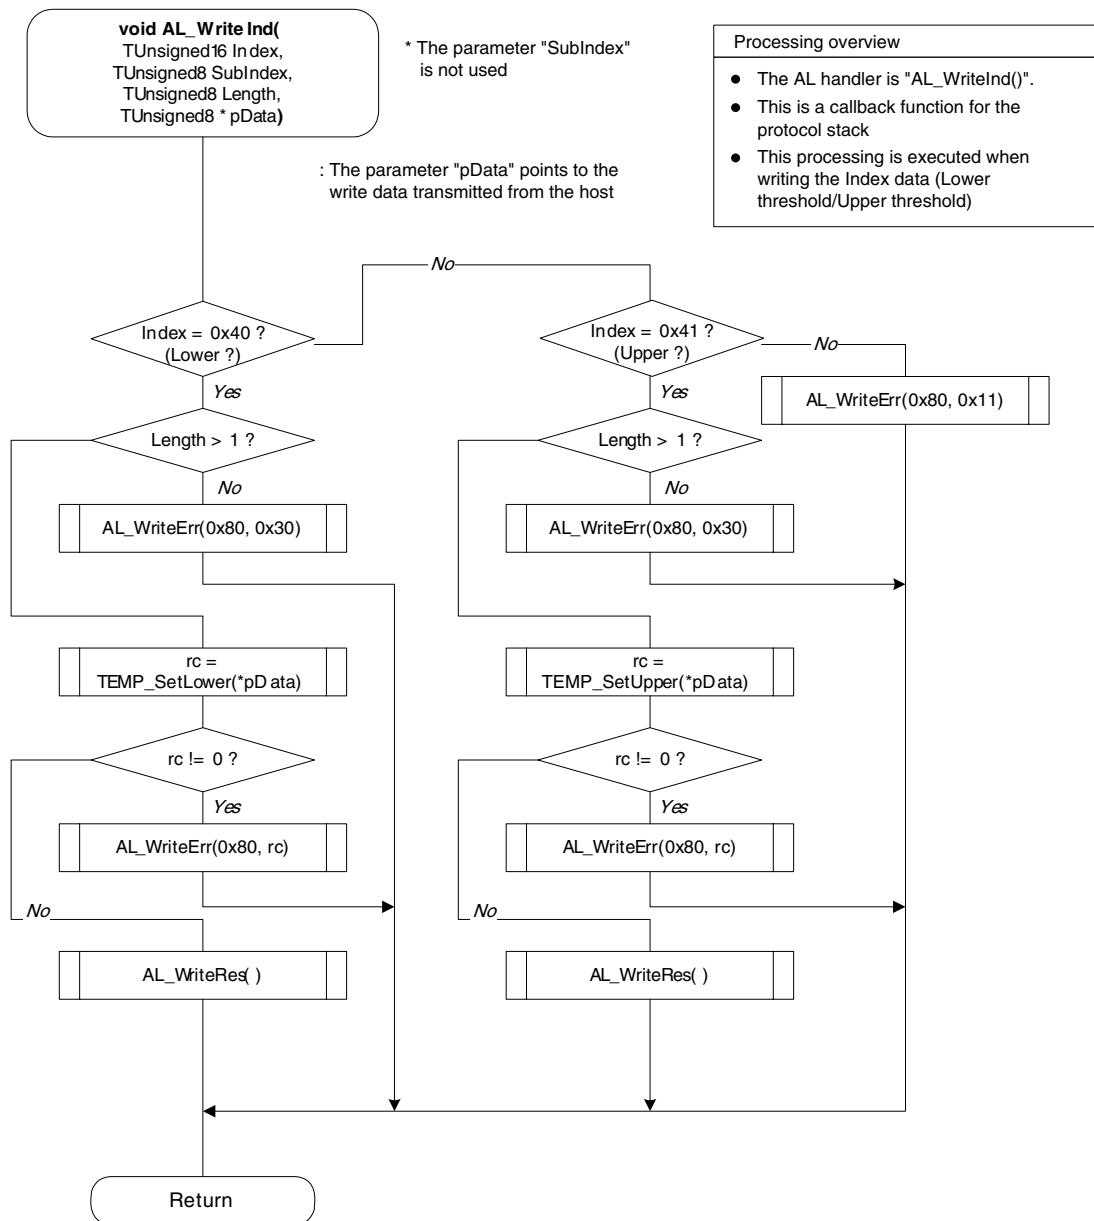 void AL_WriteInd(
TUnsigned16 Index,
TUnsigned8 SubIndex,
TUnsigned8 Length,
TUnsigned8 * pData)
* The parameter "SubIndex"
is not used
: The parameter "pData" points to the
write data transmitted from the host
Processing overview
● The AL handler is "AL_WriteInd()".
● This is a callback function for the
protocol stack
● This processing is executed when
writing the Index data (Lower
threshold/Upper threshold)
No
Index = 0x40 ?
(Lower ?)
Index = 0x41 ?
(Upper ?)
No
Yes
Yes
AL_WriteErr(0x80, 0x11)
Length > 1 ?
Length > 1 ?
No
No
AL_WriteErr(0x80, 0x30)
AL_WriteErr(0x80, 0x30)
rc =
TEMP_SetLower(*pData)
rc =
TEMP_SetUpper(*pData)
rc != 0 ?
rc != 0 ?
Yes
Yes
AL_WriteErr(0x80, rc)
AL_WriteErr(0x80, rc)
No
No
AL_WriteRes( )
AL_WriteRes( )
Return